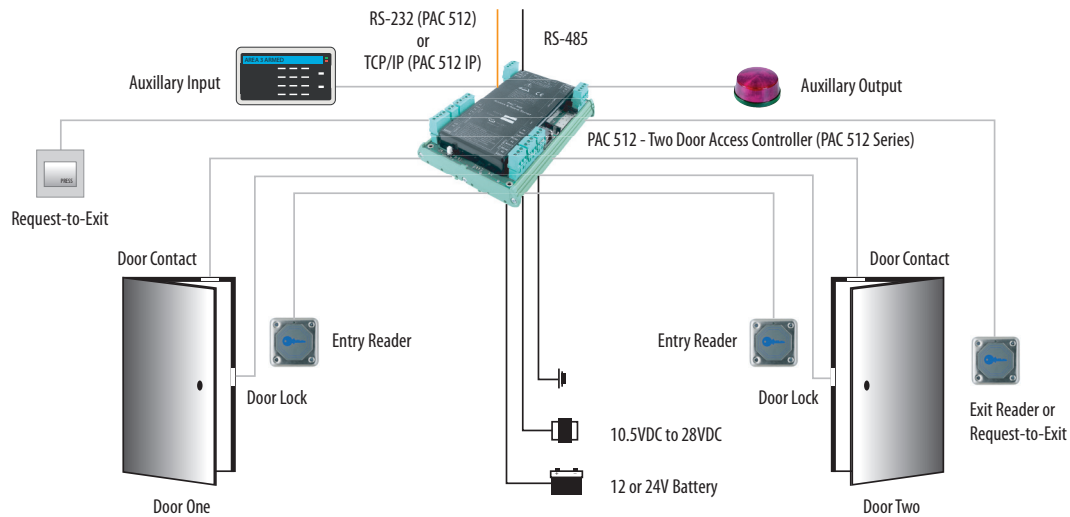 RS-232 (PAC 512)
or
TCP/IP (PAC 512 IP)
RS-485
AREA 3 ARMED
Auxillary Input
Auxillary Output
PAC 512 - Two Door Access Controller (PAC 512 Series)
PRESS
Request-to-Exit
Door Contact
Door Contact
Entry Reader
Entry Reader
Door Lock
Door Lock
Exit Reader or
Request-to-Exit
10.5VDC to 28VDC
12 or 24V Battery
Door One
Door Two